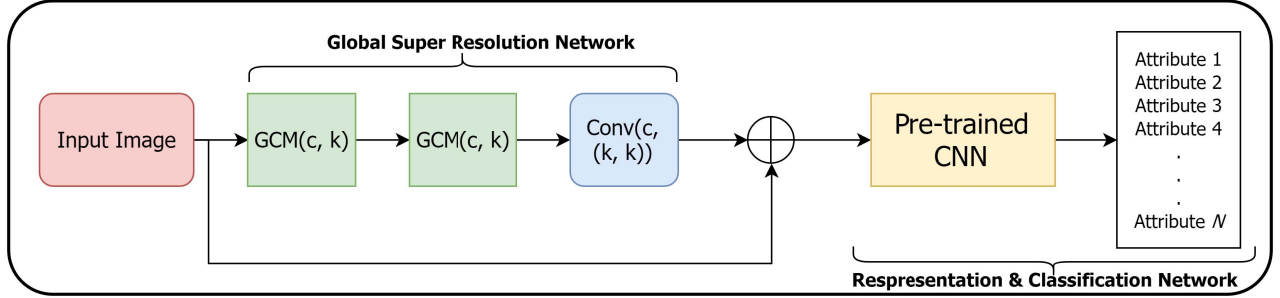 Global Super Resolution Network
Input Image
GCM(c, k)
GCM(c, k)
Conv(c,
(k, k))
Pre-trained
CNN
Attribute 1
Attribute 2
Attribute 3
Attribute 4
.
.
.
Attribute N
Respresentation & Classification Network